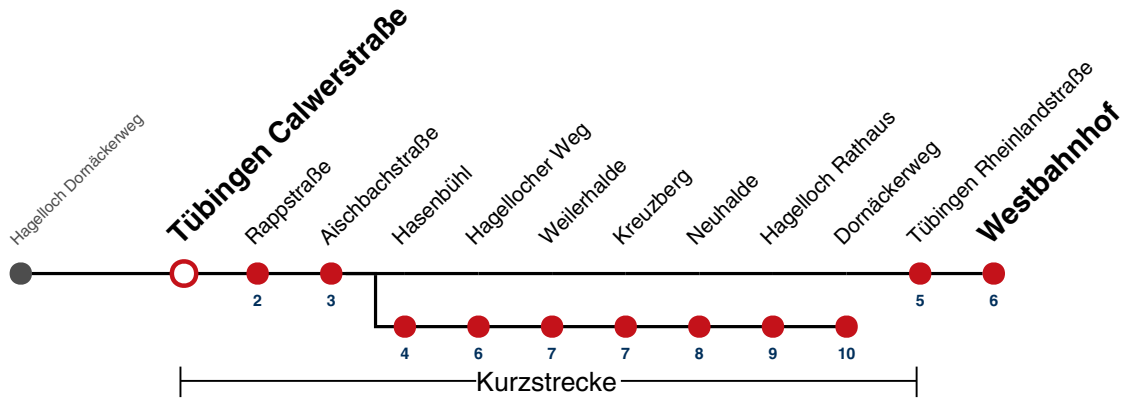 Hagelloch Dornäckerweg
Tübingen Calwerstraße
Rappstraße
Aischbachstraße
Hasenbühl
Hagellocher Weg
Weilerhalde
Kreuzberg
Neuhalde
Hagelloch Rathaus
Dornäckerweg
Tübingen Rheinlandstraße
Westbahnhof
2 3 5 6
4 6 7 7 8 9 10
Kurzstrecke